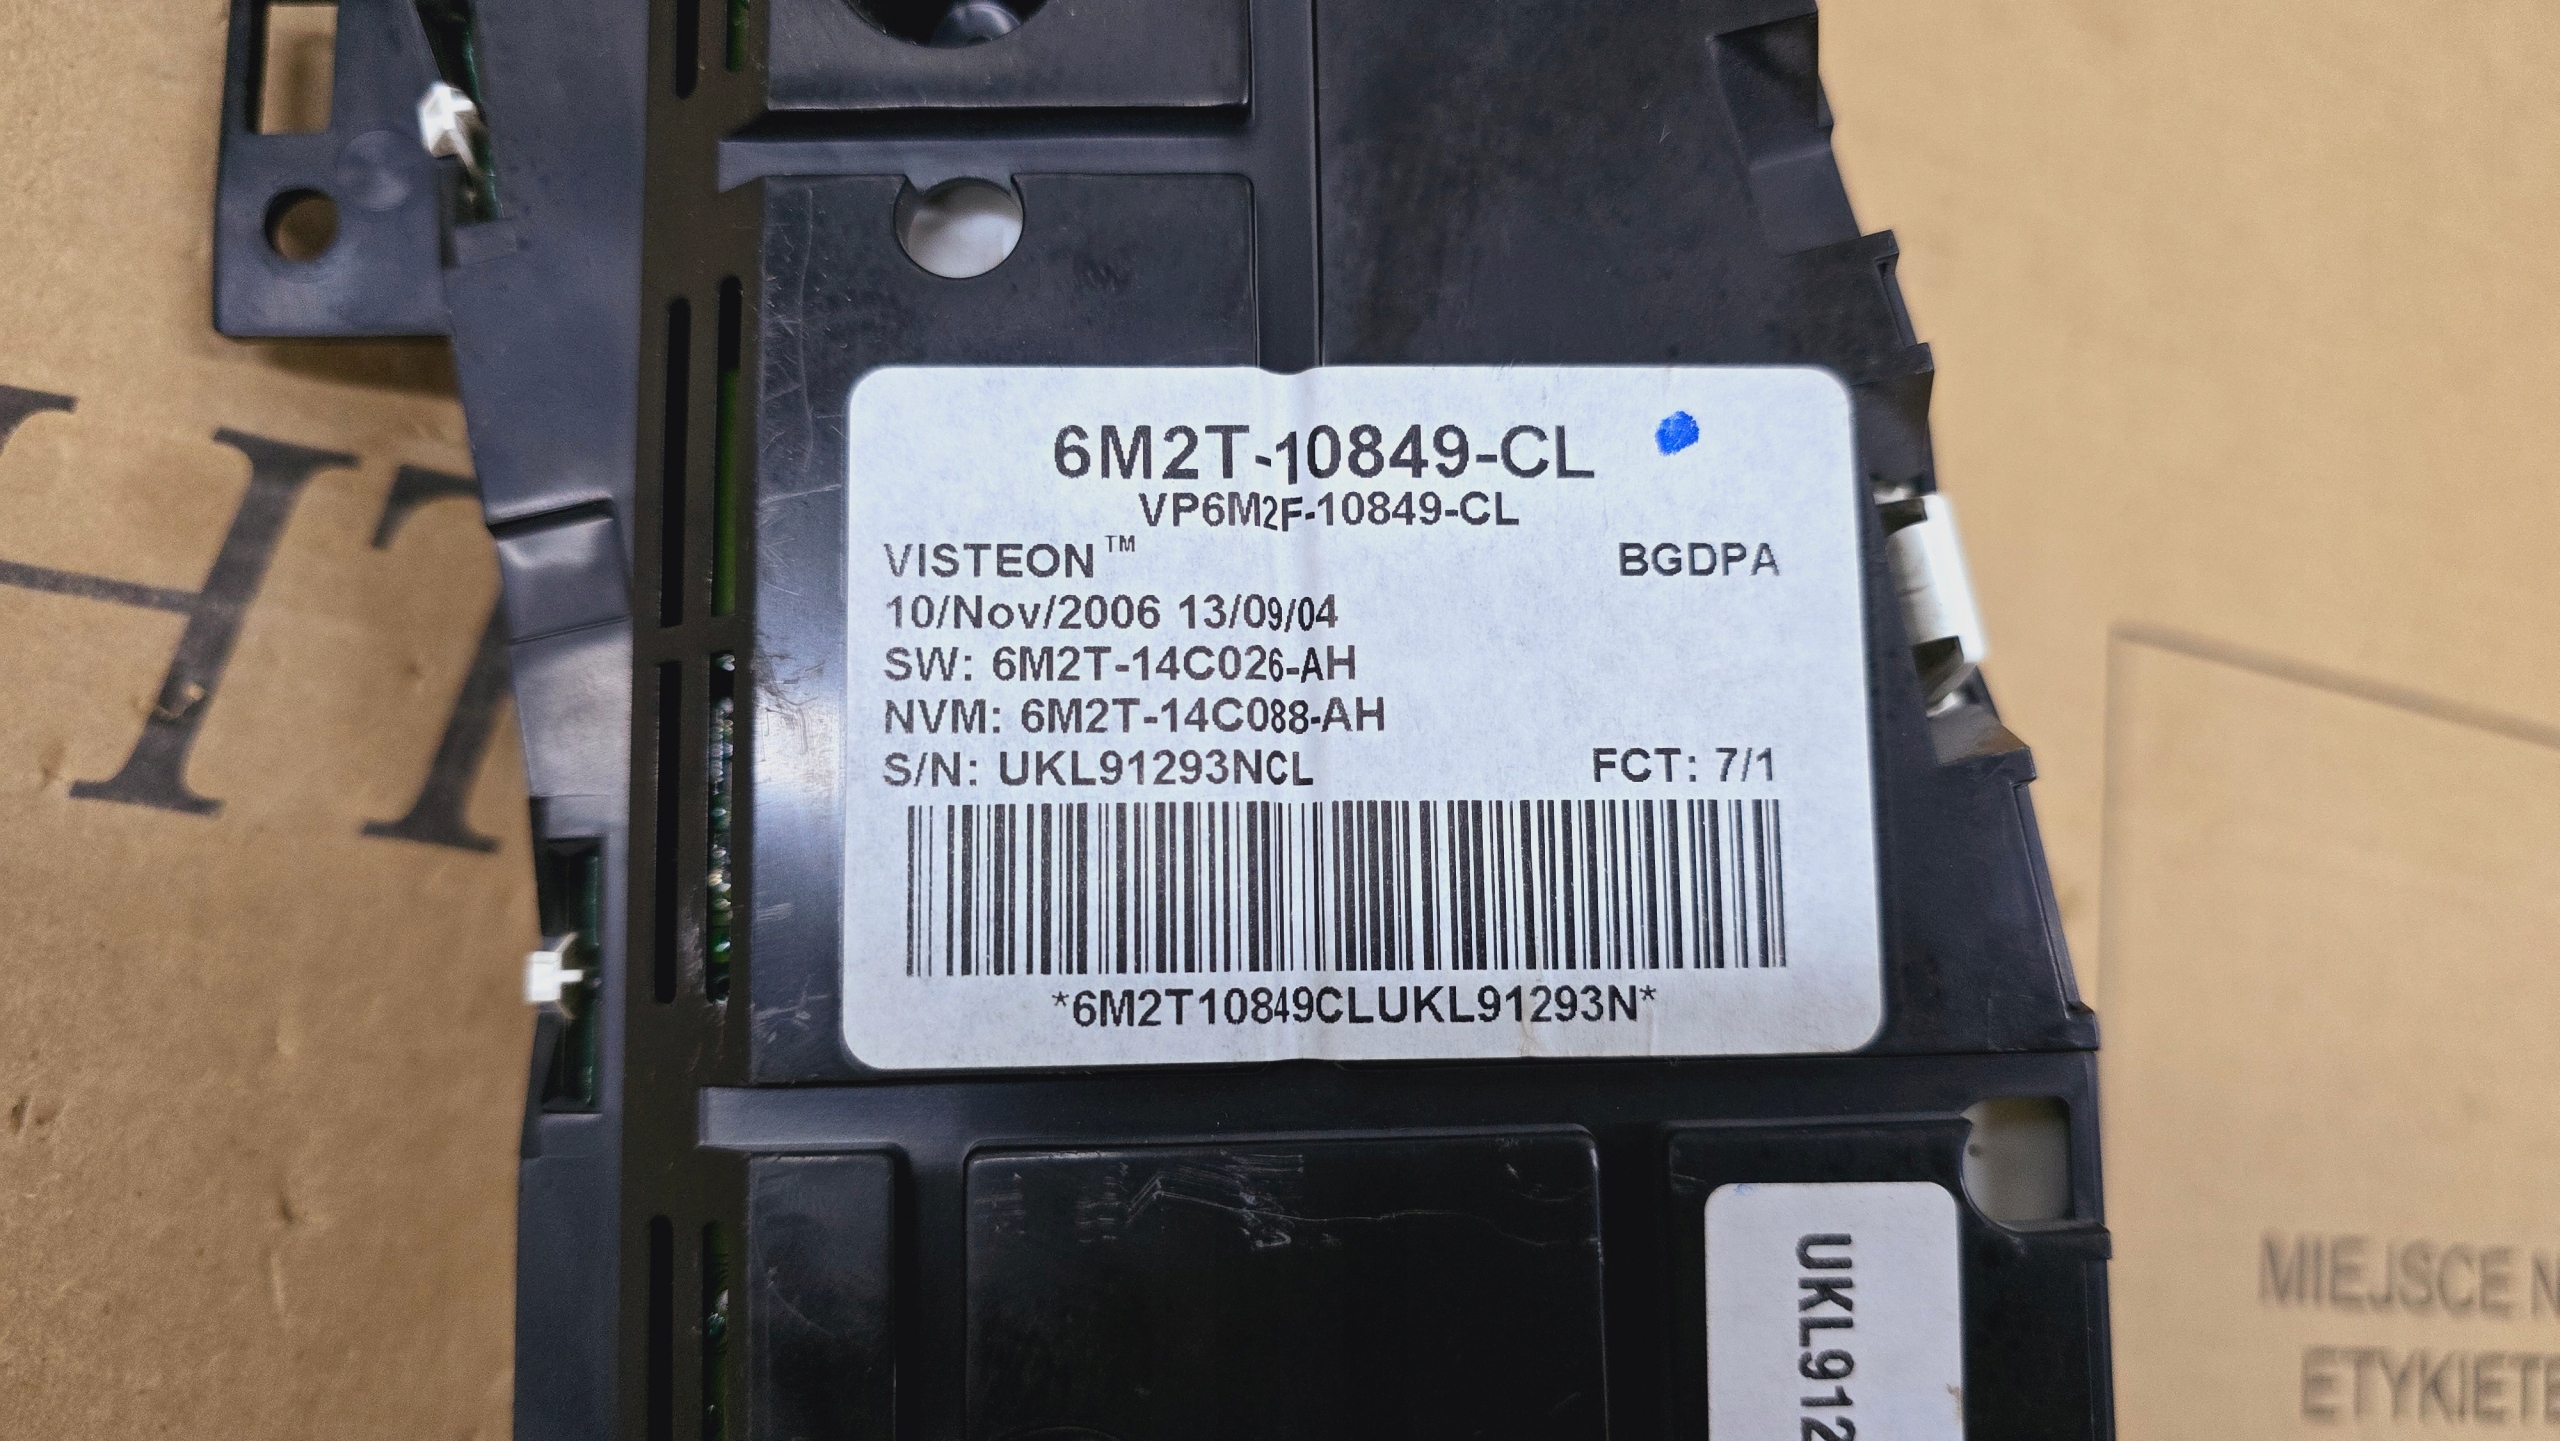 6M2T-10849-CL
VP6M2F-10849-CL
VISTEON™ BGDPA
10/Nov/2006 13/09/04
SW: 6M2T-14C026-AH
NVM: 6M2T-14C088-AH
S/N: UKL91293NCL FCT: 7/1
*6M2T10849CLUKL91293N*
UKL912
HT
MIEJSCE N
ETYKIETE